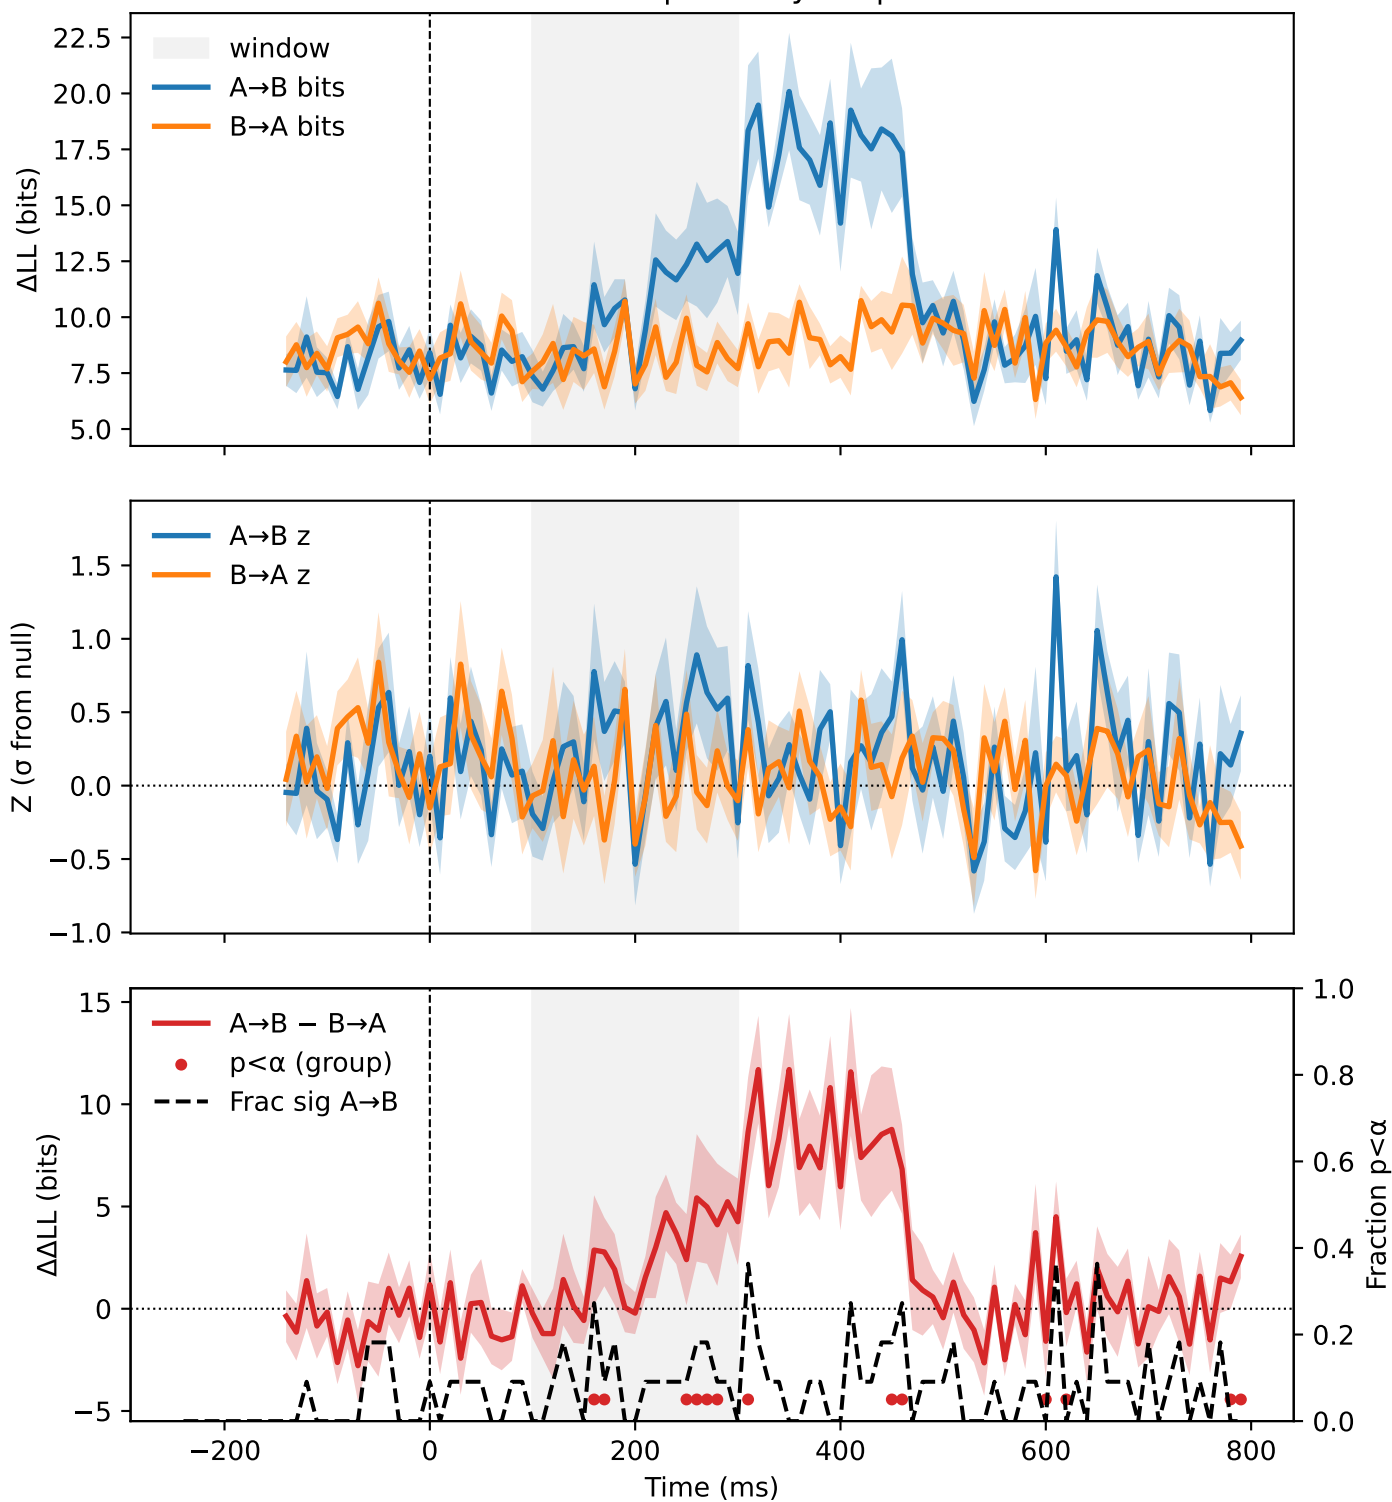 window
A→B bits
B→A bits
ΔLL (bits)
22.5
20.0
17.5
15.0
12.5
10.0
7.5
5.0
A→B z
B→A z
Z (σ from null)
1.5
1.0
0.5
0.0
−0.5
−1.0
A→B − B→A
p<α (group)
Frac sig A→B
ΔΔLL (bits)
15
10
5
0
−5
1.0
0.8
0.6
0.4
0.2
0.0
Fraction p<α
−200
0
200
400
600
800
Time (ms)